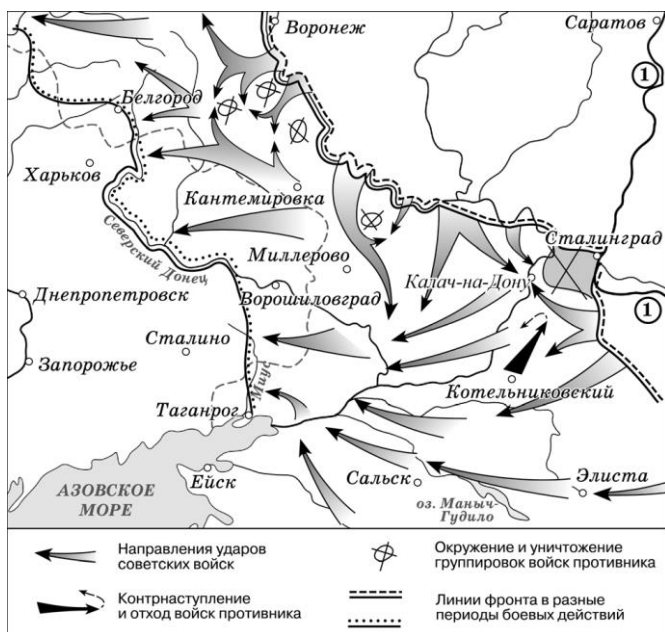 Воронеж
Саратов
1
Белгород
Харьков
Кантемировка
Северский Донец
Миллерово
Сталинград
Калач-на-Дону
Днепропетровск
Ворошиловград
1
Сталино
Запорожье
Миус
Котельниковский
Таганрог
АЗОВСКОЕ
МОРЕ
Ейск
Сальск
Элиста
оз. Маныч-
Гудило
Направления ударов
советских войск
Окружение и уничтожение
группировок войск противника
Контрнаступление
и отход войск противника
Линии фронта в разные
периоды боевых действий